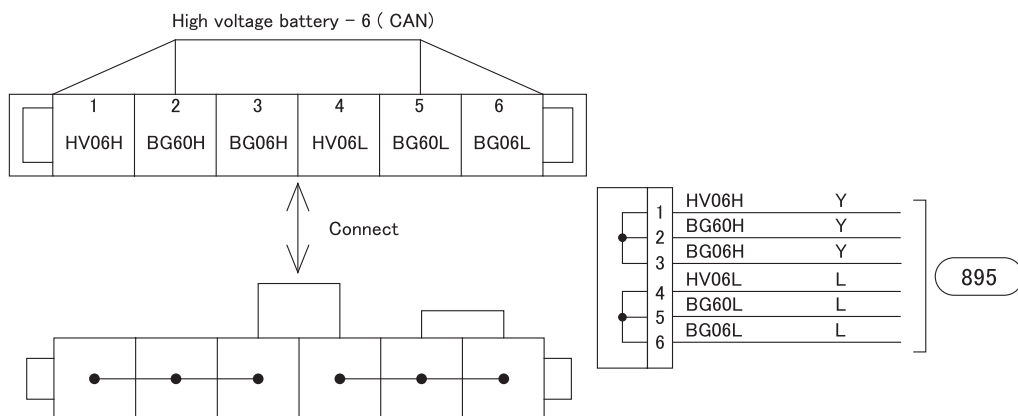 High voltage battery - 6 ( CAN)
1 2 3 4 5 6
HV06H BG60H BG06H HV06L BG60L BG06L
Connect
1 HV06H Y
2 BG60H Y
3 BG06H Y
4 HV06L L
5 BG60L L
6 BG06L L
895